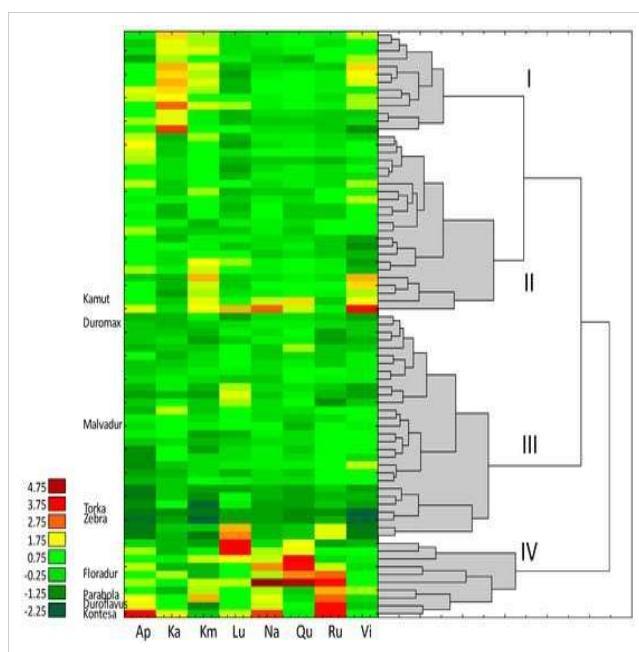 I
II
Kamut
Duromax
Malvadur
III
4.75
3.75
2.75
1.75
0.75
-0.25
-1.25
-2.25
Torka
Zebra
IV
Floradur
Parabola
Duroflavus
Kontesa
Ap Ka Km Lu Na Qu Ru Vi